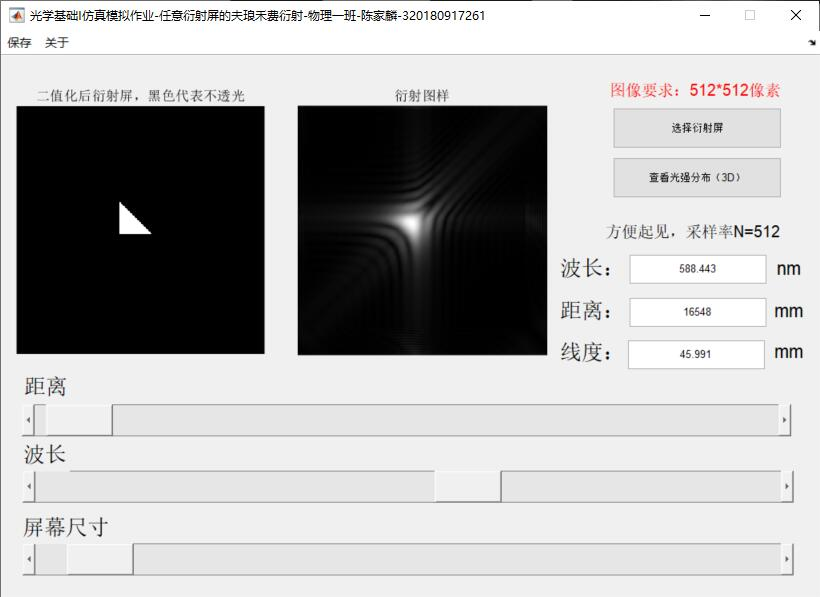 光学基础I仿真模拟作业-任意衍射屏的夫琅禾费衍射-物理一班-陈家麟-320180917261
保存 关于
二值化后衍射屏，黑色代表不透光
衍射图样
图像要求：512*512像素
选择衍射屏
查看光强分布（3D）
方便起见，采样率N=512
波长： 588.443 nm
距离： 16548 mm
线度： 45.991 mm
距离
波长
屏幕尺寸